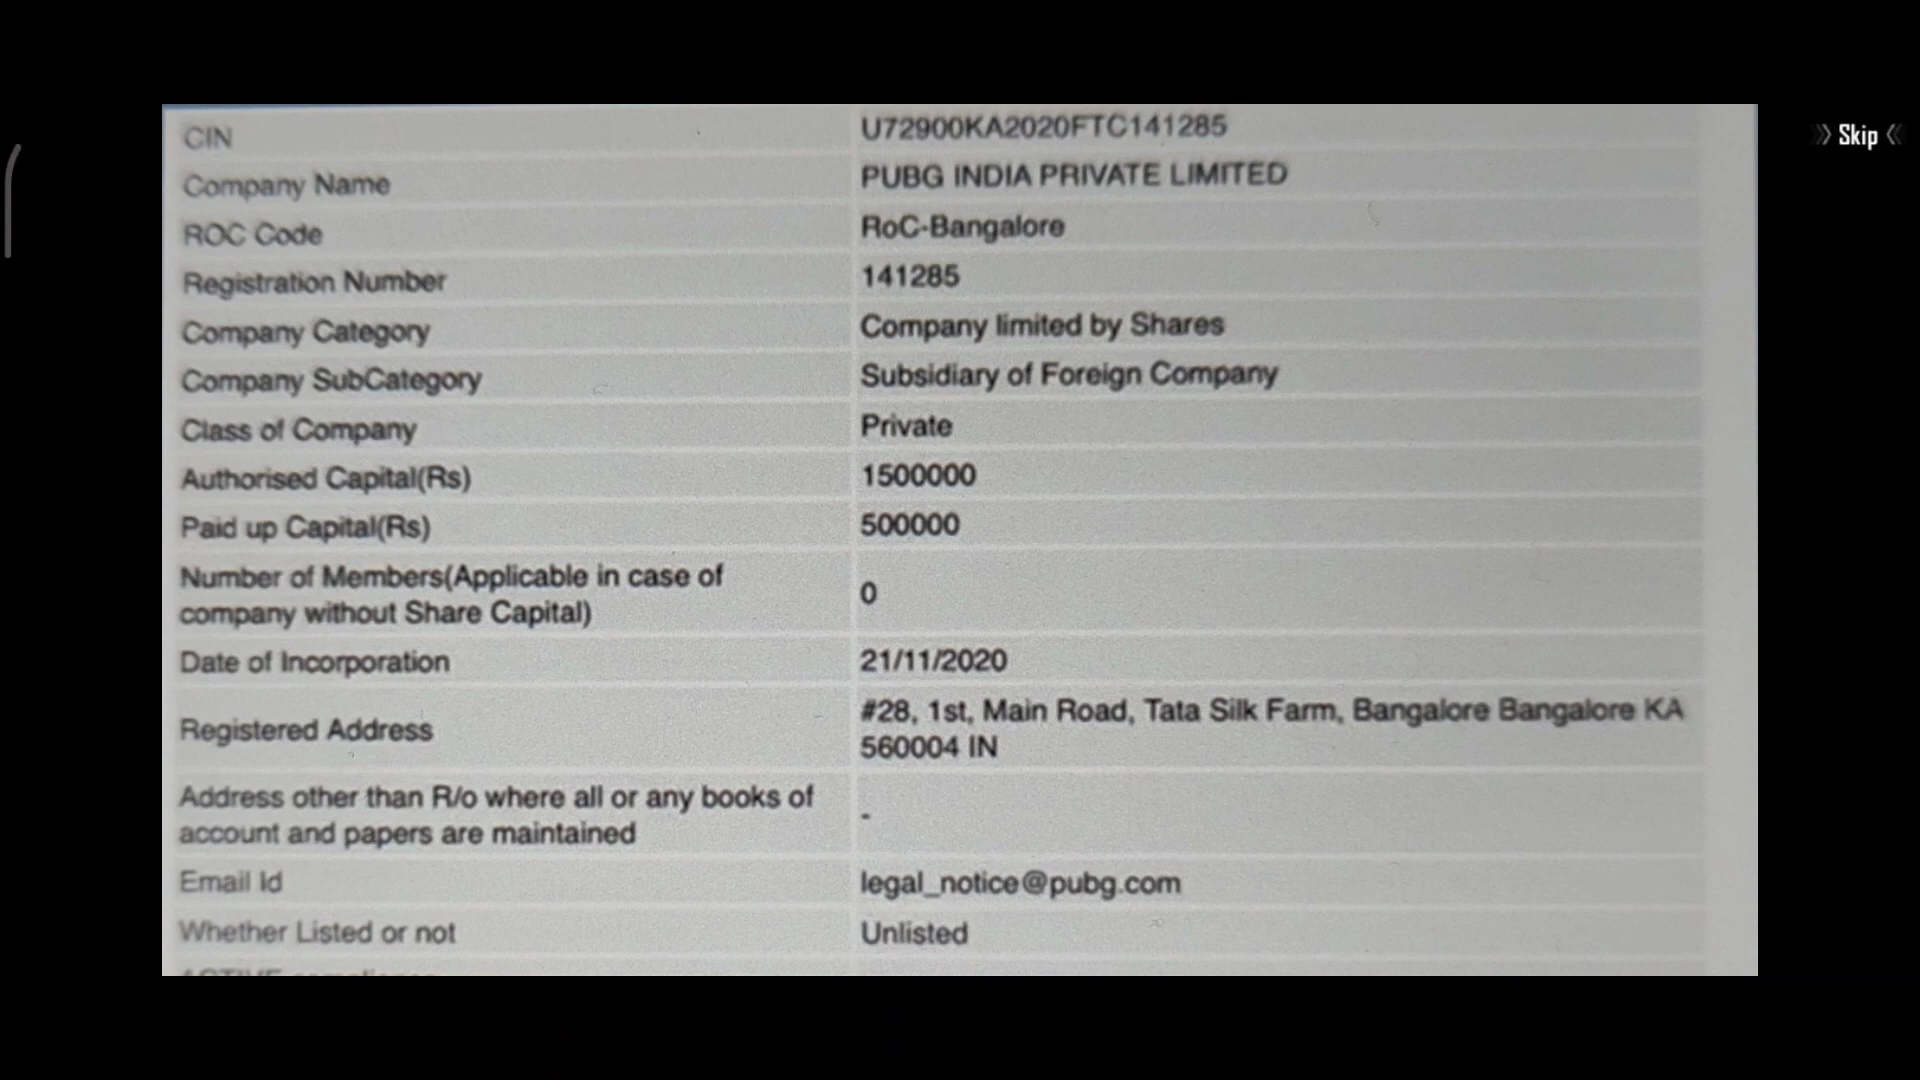 CIN U72900KA2020FTC141285
Skip
Company Name PUBG INDIA PRIVATE LIMITED
ROC Code RoC-Bangalore
Registration Number 141285
Company Category Company limited by Shares
Company SubCategory Subsidiary of Foreign Company
Class of Company Private
Authorised Capital(Rs) 1500000
Paid up Capital(Rs) 500000
Number of Members(Applicable in case of
company without Share Capital) 0
Date of Incorporation 21/11/2020
Registered Address #28, 1st, Main Road, Tata Silk Farm, Bangalore Bangalore KA
560004 IN
Address other than R/o where all or any books of
account and papers are maintained -
Email Id legal_notice@pubg.com
Whether Listed or not Unlisted